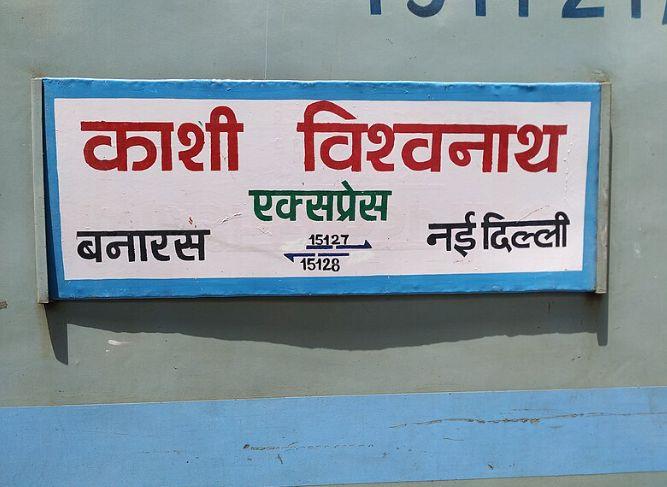 काशी विश्वनाथ
एक्सप्रेस
बनारस 15127 नई दिल्ली
15128